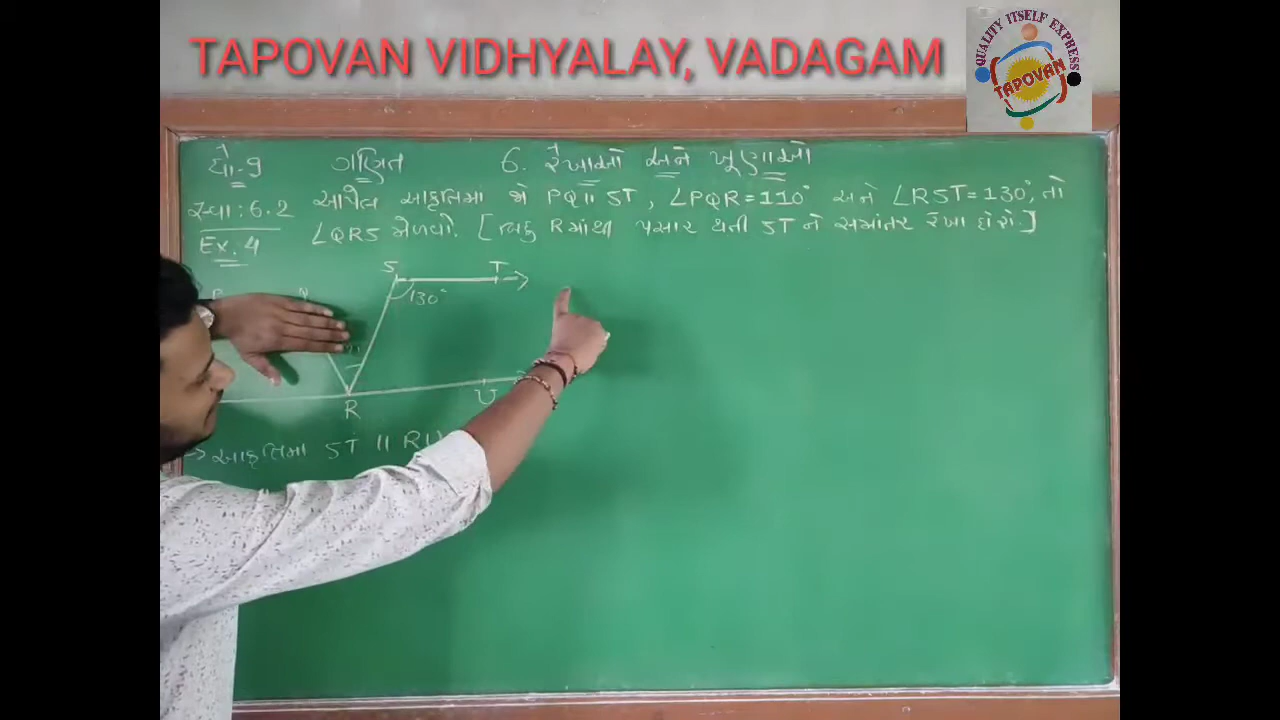 TAPOVAN VIDHYALAY, VADAGAM
QUALITY ITSELF EXPRESS
TAPOVAN
ધો-9 ગણિત 6. રેખાઓ અને ખૂણાઓ
સ્વા : 6.2 આપેલ આકૃતિમાં જો PQ || ST, ∠PQR = 110° અને ∠RST = 130°, તો
Ex. 4 ∠QRS મેળવો. [ R માંથી પસાર થતી ST ને સમાંતર રેખા દોરો.]
S T
130°
R U
→ આકૃતિમાં ST || RU